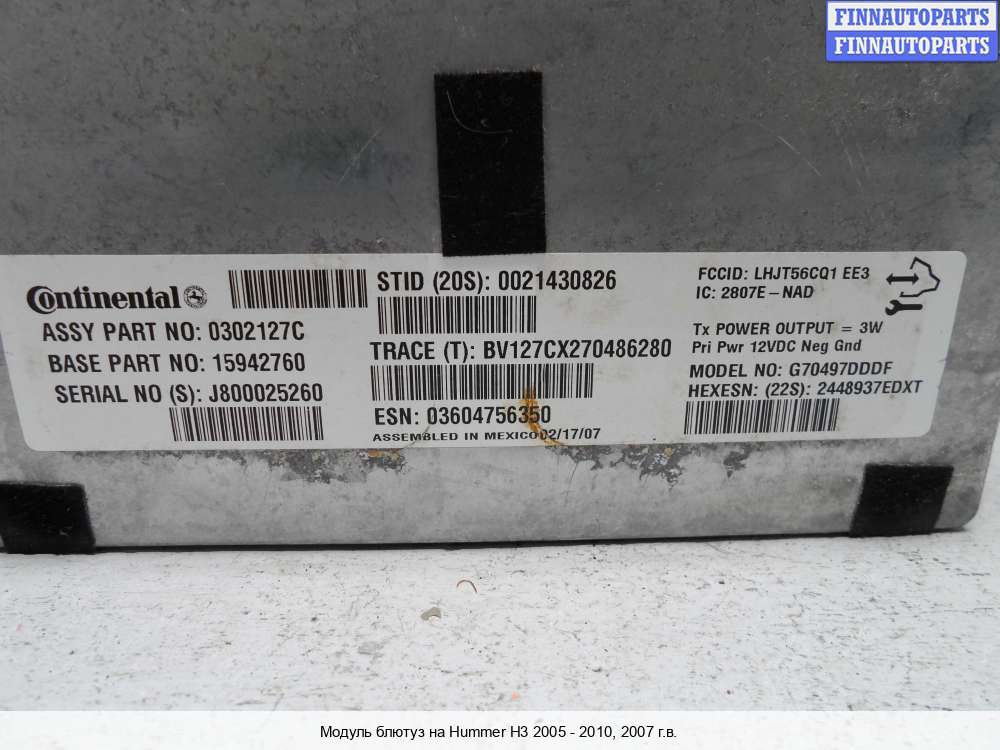 FINNAUTOPARTS
FINNAUTOPARTS
Continental
ASSY PART NO: 0302127C
BASE PART NO: 15942760
SERIAL NO (S): J800025260
STID (20S): 0021430826
TRACE (T): BV127CX270486280
ESN: 03604756350
ASSEMBLED IN MEXICO02/17/07
FCCID: LHJT56CQ1 EE3
IC: 2807E-NAD
Tx POWER OUTPUT = 3W
Pri Pwr 12VDC Neg Gnd
MODEL NO: G70497DDDF
HEXESN: (22S): 2448937EDXT
Модуль блютуз на Hummer H3 2005 - 2010, 2007 г.в.